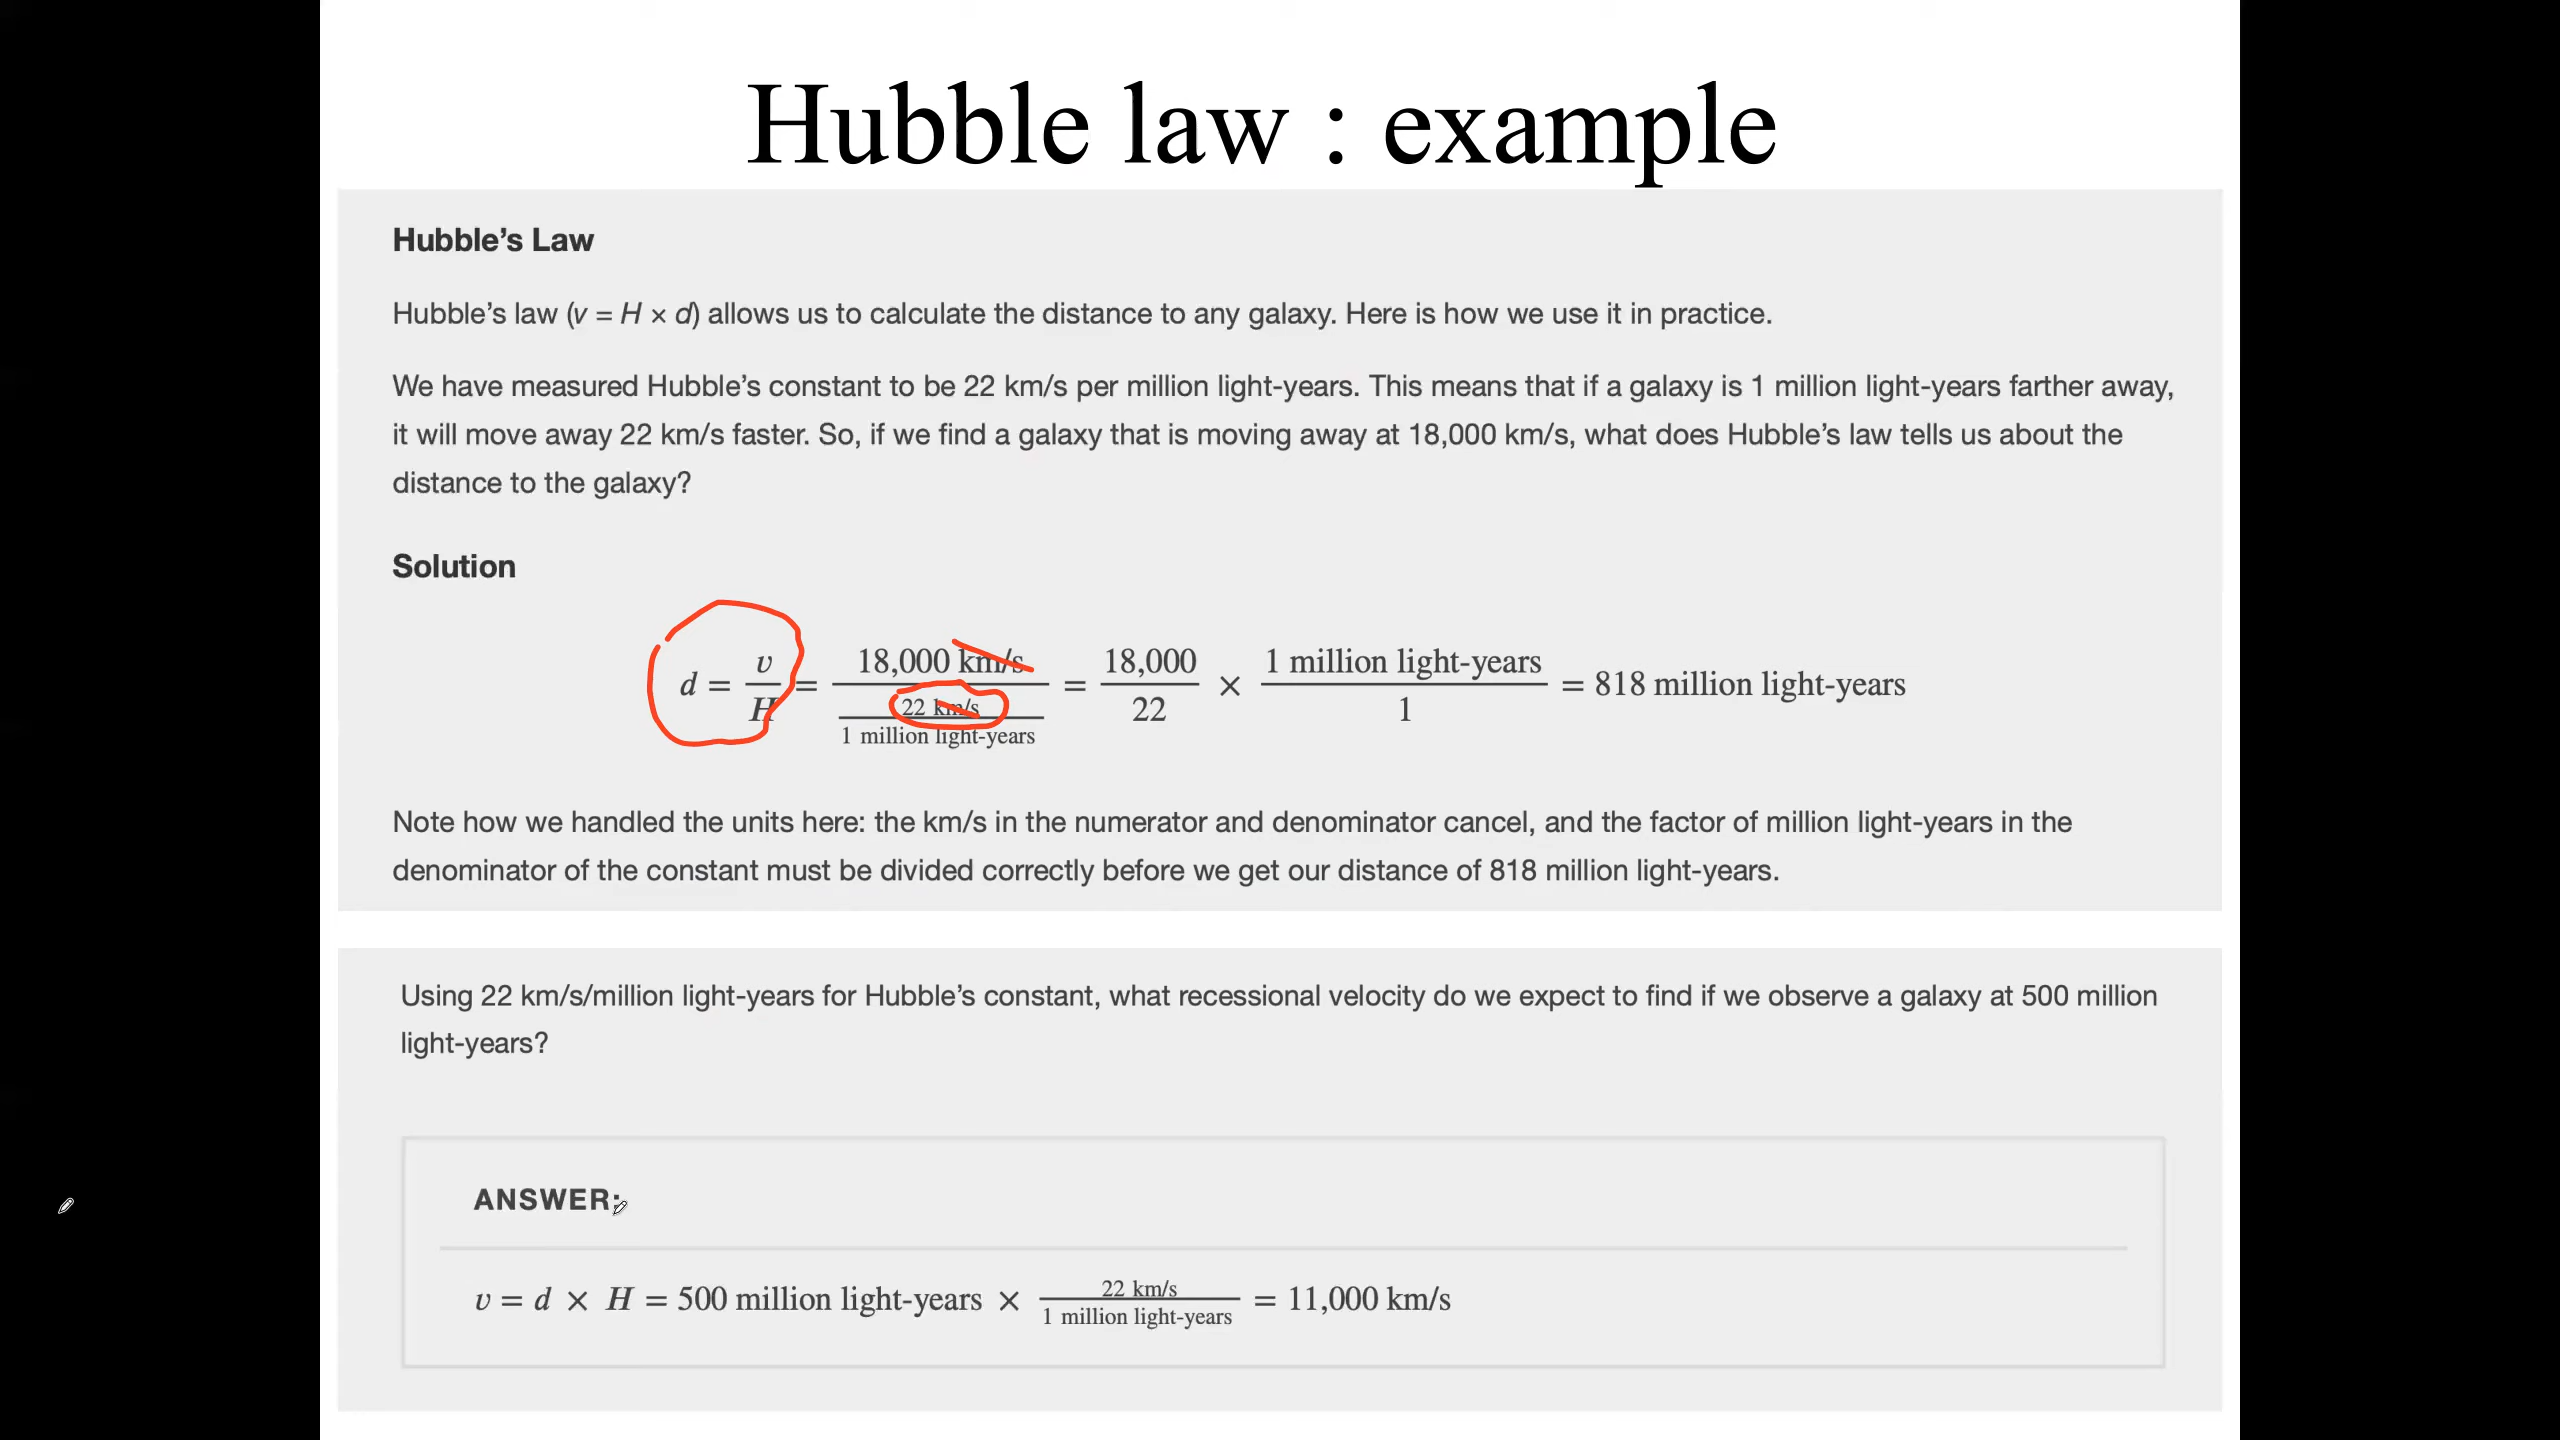 Hubble law : example
Hubble’s Law
Hubble’s law (v = H × d) allows us to calculate the distance to any galaxy. Here is how we use it in practice.
We have measured Hubble’s constant to be 22 km/s per million light-years. This means that if a galaxy is 1 million light-years farther away,
it will move away 22 km/s faster. So, if we find a galaxy that is moving away at 18,000 km/s, what does Hubble’s law tells us about the
distance to the galaxy?
Solution
d = v/H = 18,000 km/s / (22 km/s / 1 million light-years) = 18,000/22 × 1 million light-years/1 = 818 million light-years
Note how we handled the units here: the km/s in the numerator and denominator cancel, and the factor of million light-years in the
denominator of the constant must be divided correctly before we get our distance of 818 million light-years.
Using 22 km/s/million light-years for Hubble’s constant, what recessional velocity do we expect to find if we observe a galaxy at 500 million
light-years?
ANSWER:
v = d × H = 500 million light-years × 22 km/s / 1 million light-years = 11,000 km/s